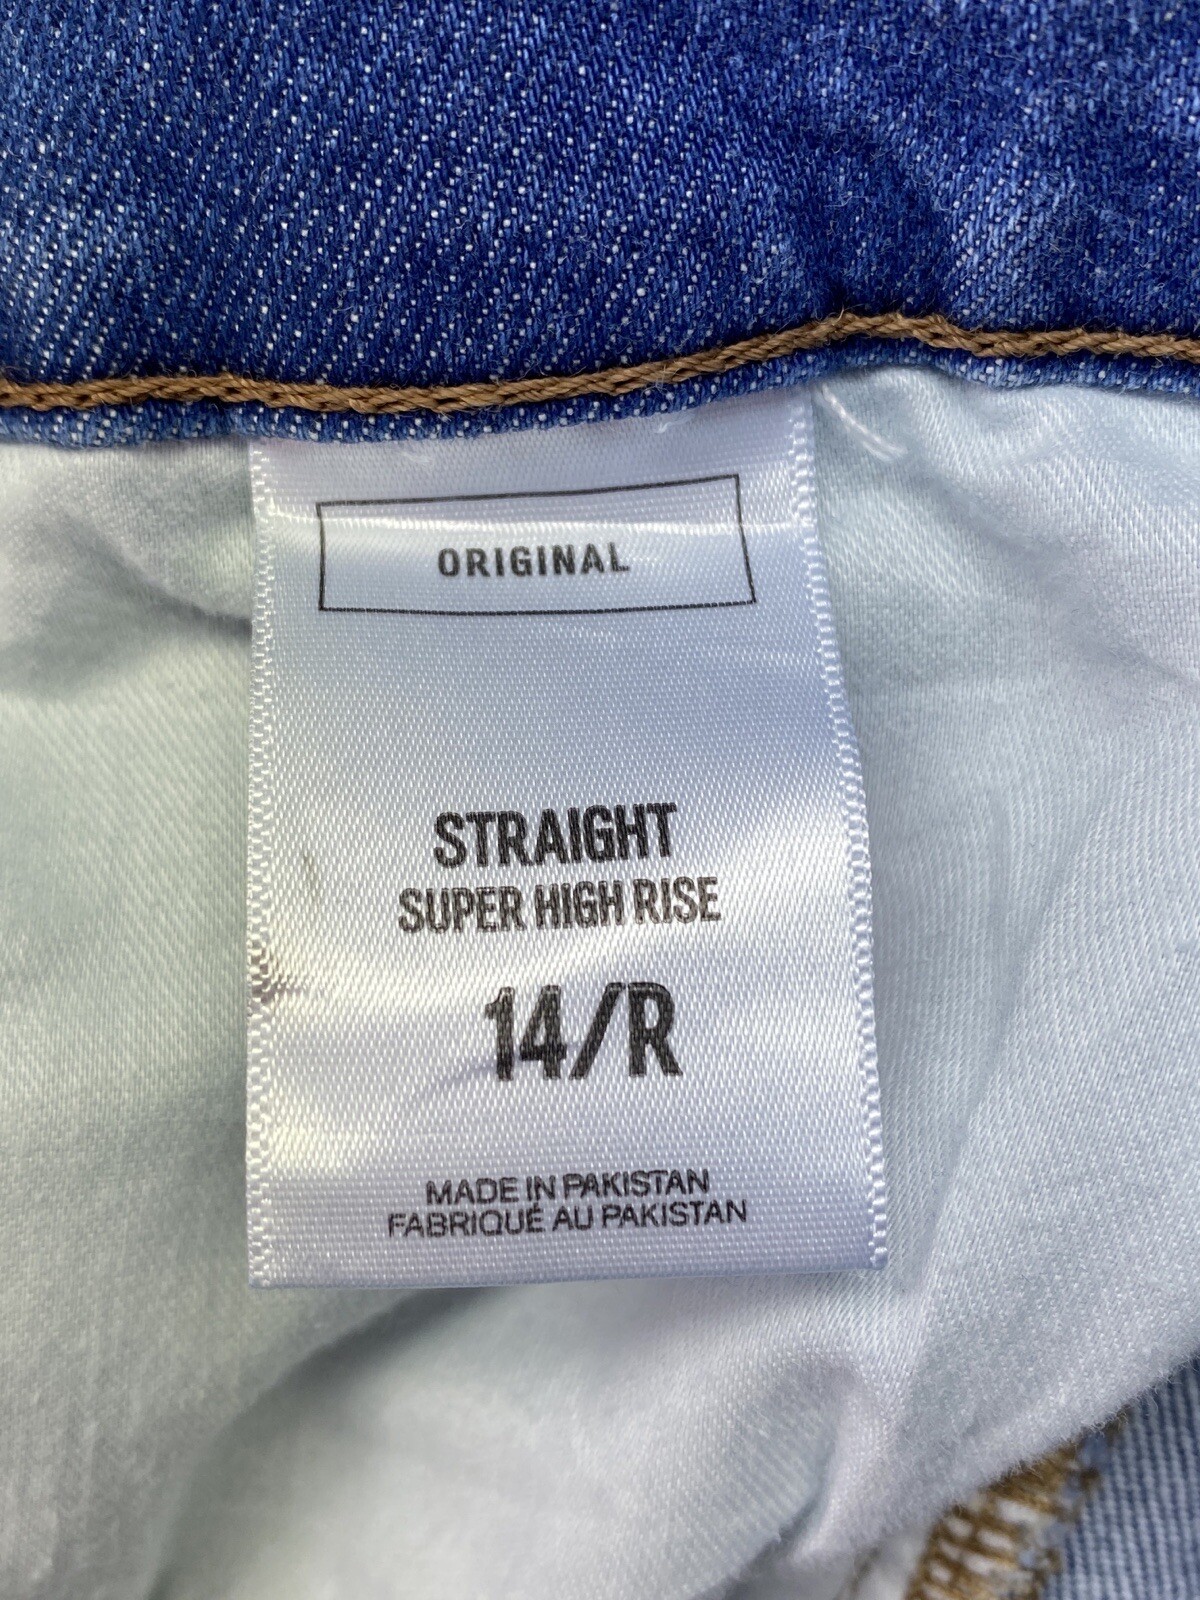 ORIGINAL
STRAIGHT
SUPER HIGH RISE
14/R
MADE IN PAKISTAN
FABRIQUÉ AU PAKISTAN